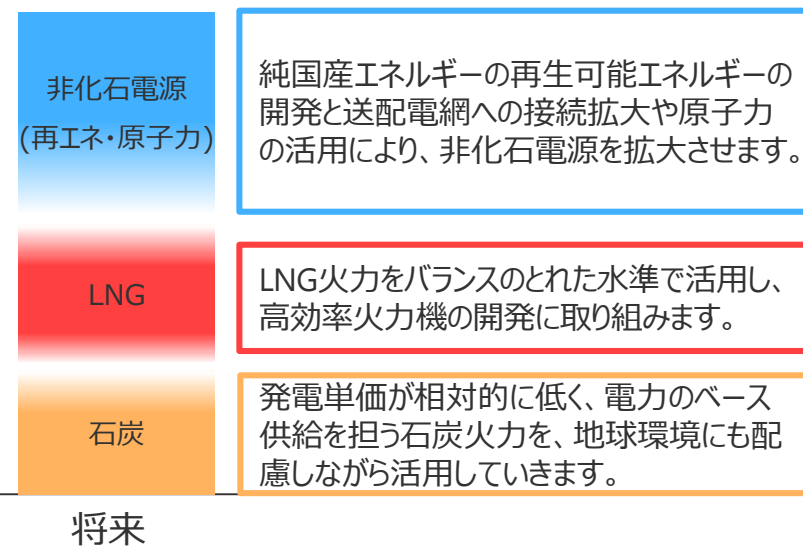 非化石電源
(再エネ・原子力)
純国産エネルギーの再生可能エネルギーの
開発と送配電網への接続拡大や原子力
の活用により、非化石電源を拡大させます。
LNG
LNG火力をバランスのとれた水準で活用し、
高効率火力機の開発に取り組みます。
石炭
発電単価が相対的に低く、電力のベース
供給を担う石炭火力を、地球環境にも配
慮しながら活用していきます。
将来